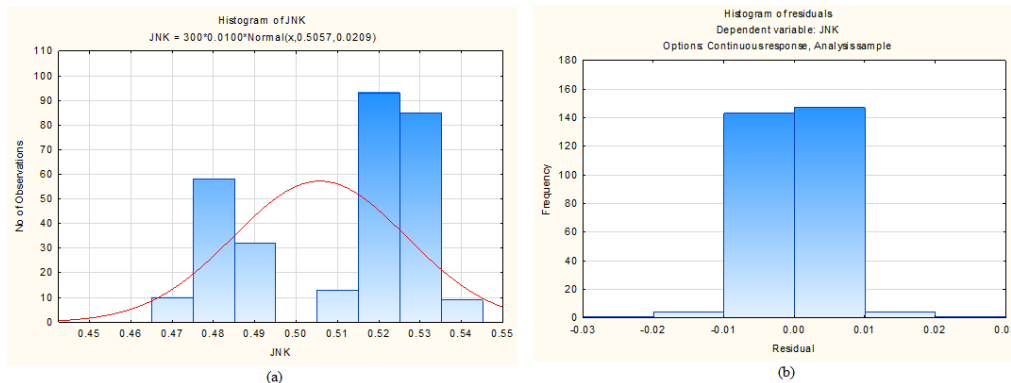 Histogram of JNK
JNK = 300*0.0100*Normal(x,0.5057,0.0209)
110
100
90
80
70
60
50
40
30
20
10
0
No of Observations
0.45 0.46 0.47 0.48 0.49 0.50 0.51 0.52 0.53 0.54 0.55
JNK
(a)
Histogram of residuals
Dependent variable: JNK
Options: Continuous response, Analysis sample
180
160
140
120
100
80
60
40
20
0
Frequency
-0.03 -0.02 -0.01 0.00 0.01 0.02
Residual
(b)